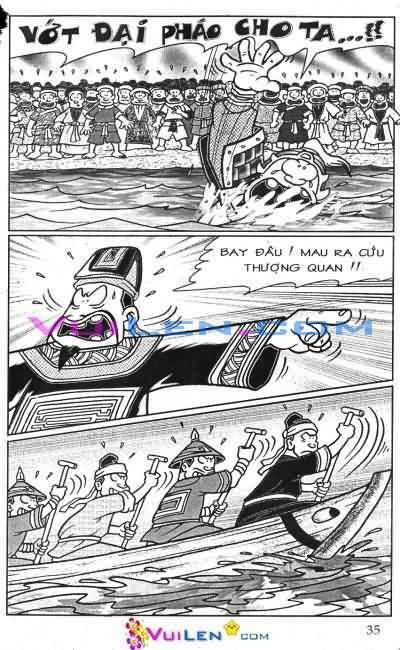 VỚT ĐẠI PHÁO CHO TA...!!
BAY ĐÂU! MAU RA CỨU
THƯỢNG QUAN!!
VUILEN.COM
35
VUILEN COM